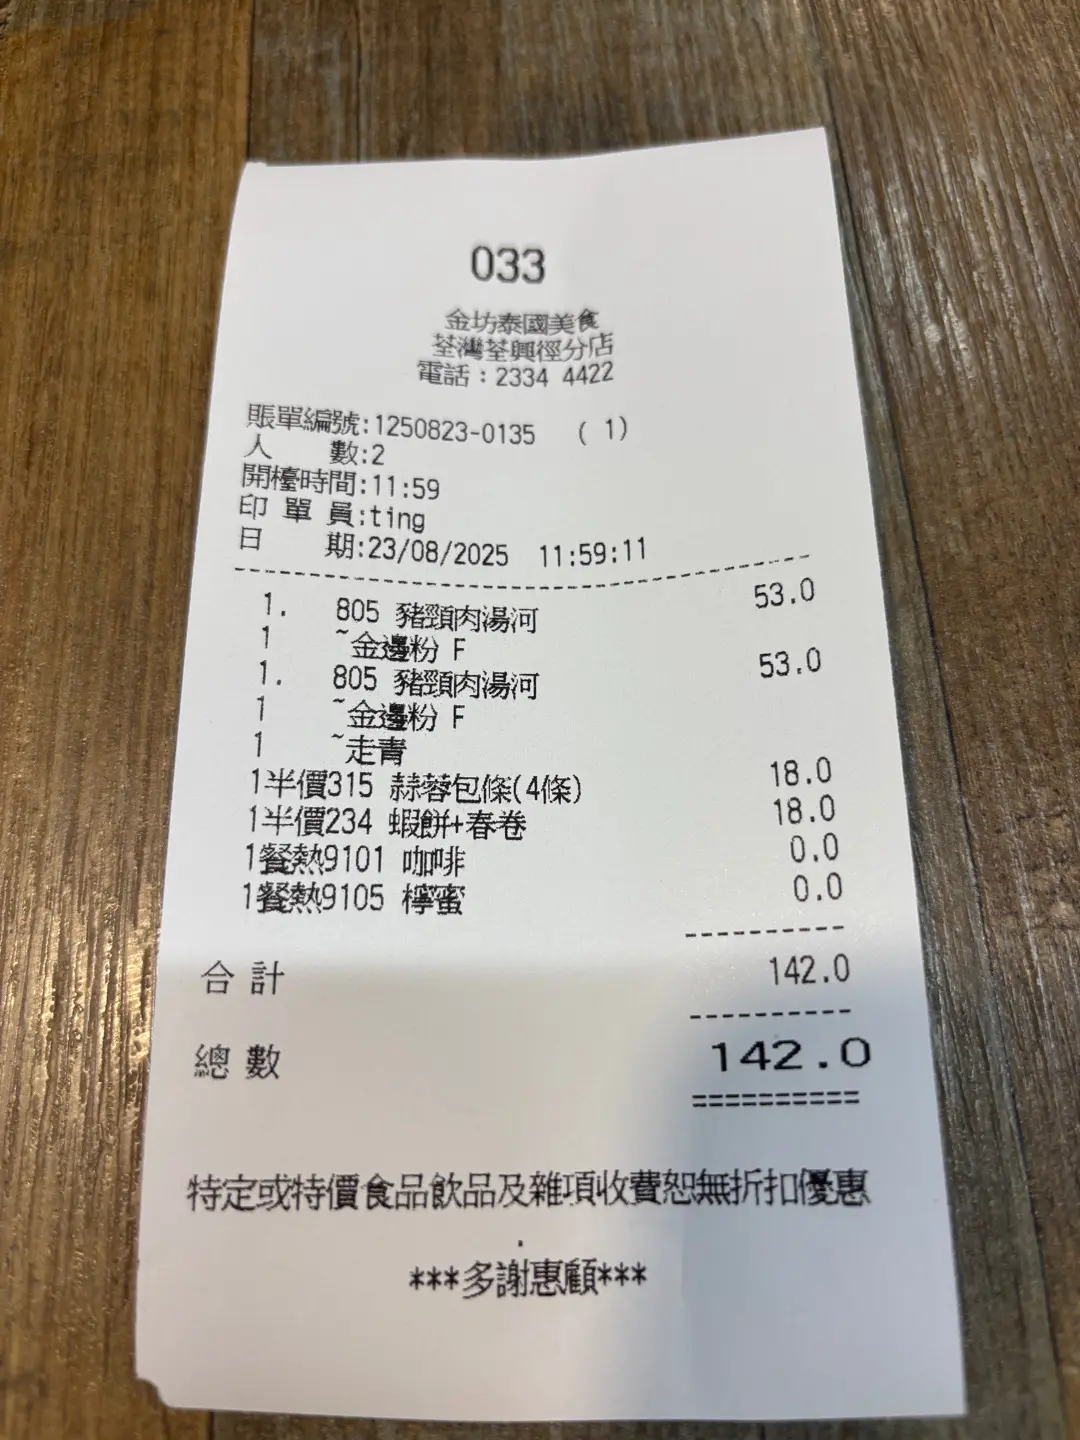 033
金坊泰國美食
荃灣荃興徑分店
電話：2334 4422
賬單編號:1250823-0135 ( 1)
人 數:2
開檯時間:11:59
印 單 員:ting
日 期:23/08/2025 11:59:11
1. 805 豬頸肉湯河 53.0
1 ~金邊粉 F
1. 805 豬頸肉湯河 53.0
1 ~金邊粉 F
1 ~走青
1半價315 蒜蓉包條(4條) 18.0
1半價234 蝦餅+春卷 18.0
1餐熱9101 咖啡 0.0
1餐熱9105 檸蜜 0.0
合 計 142.0
總 數 142.0
特定或特價食品飲品及雜項收費恕無折扣優惠
.
***多謝惠顧***